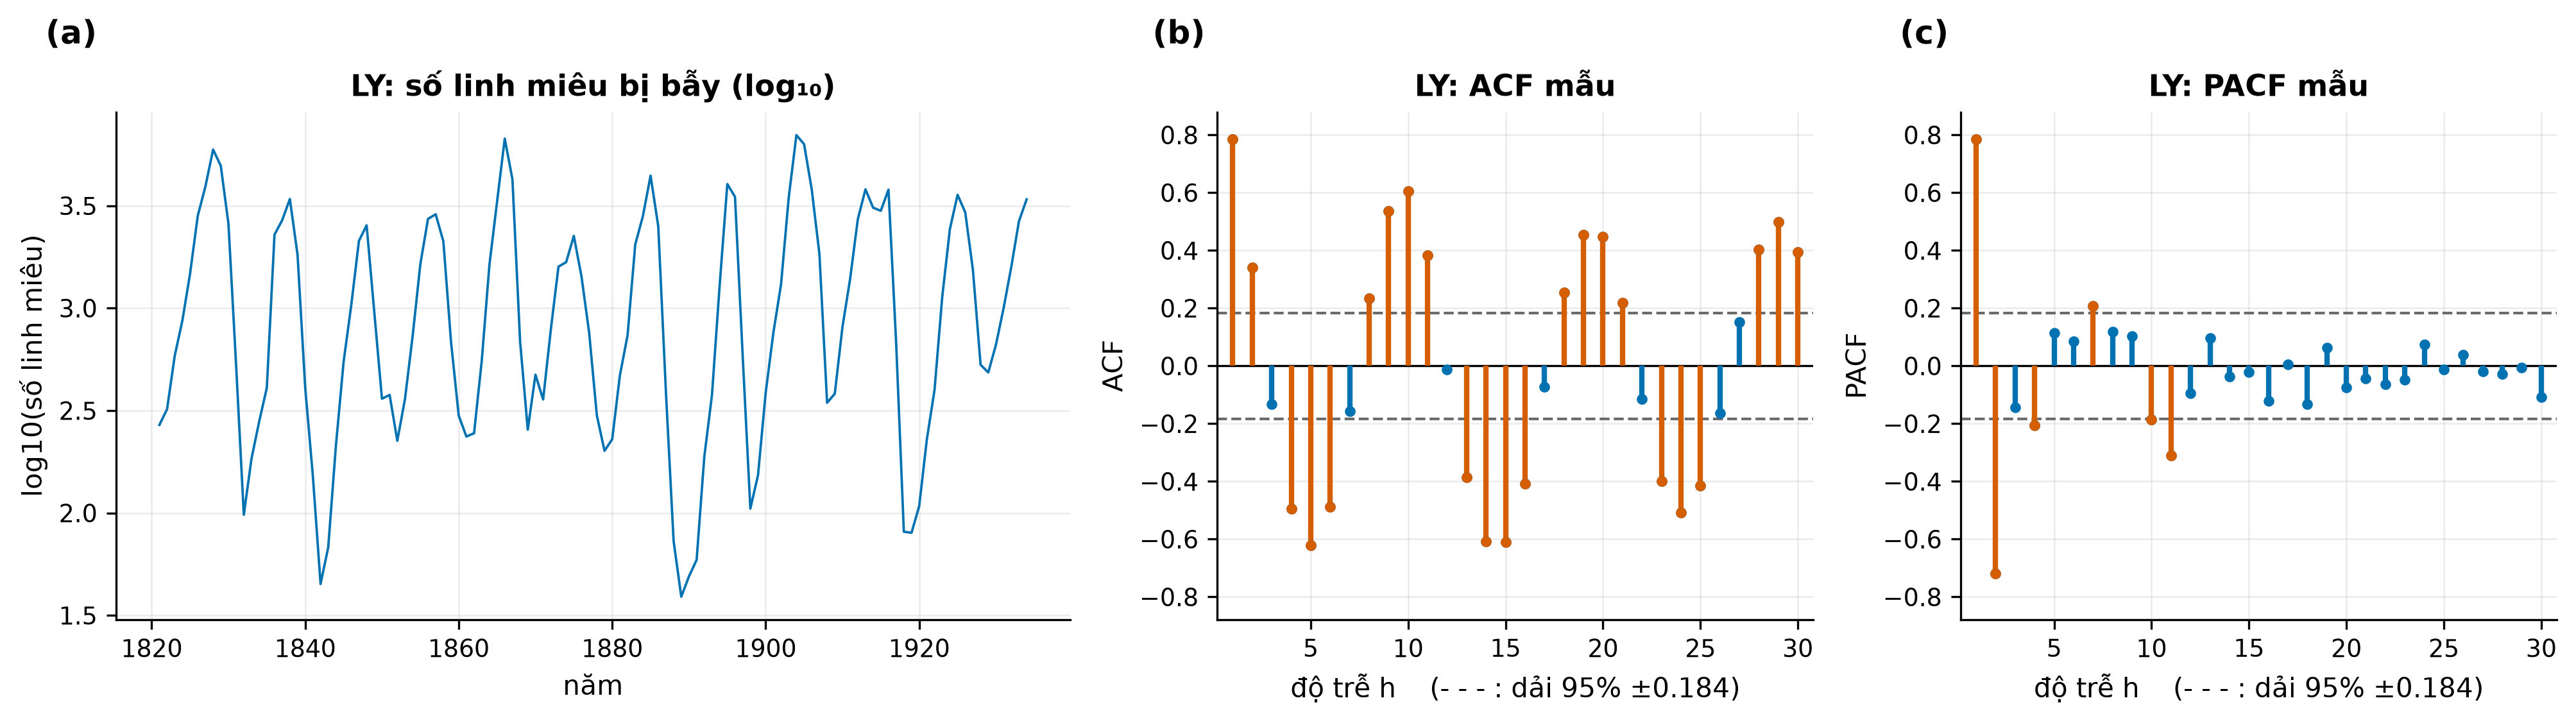 (a)
LY: số linh miêu bị bẫy (log₁₀)
log10(số linh miêu)
3.5
3.0
2.5
2.0
1.5
1820 1840 1860 1880 1900 1920
năm
(b)
LY: ACF mẫu
ACF
0.8
0.6
0.4
0.2
0.0
−0.2
−0.4
−0.6
−0.8
5 10 15 20 25 30
độ trễ h (- - - : dải 95% ±0.184)
(c)
LY: PACF mẫu
PACF
0.8
0.6
0.4
0.2
0.0
−0.2
−0.4
−0.6
−0.8
5 10 15 20 25 30
độ trễ h (- - - : dải 95% ±0.184)